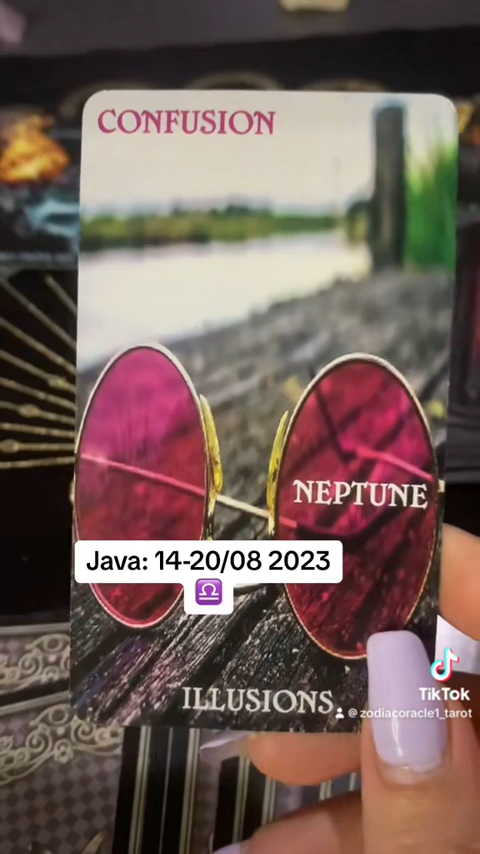 CONFUSION
NEPTUNE
Java: 14-20/08 2023
♎
ILLUSIONS
TikTok
@zodiacoracle1_tarot